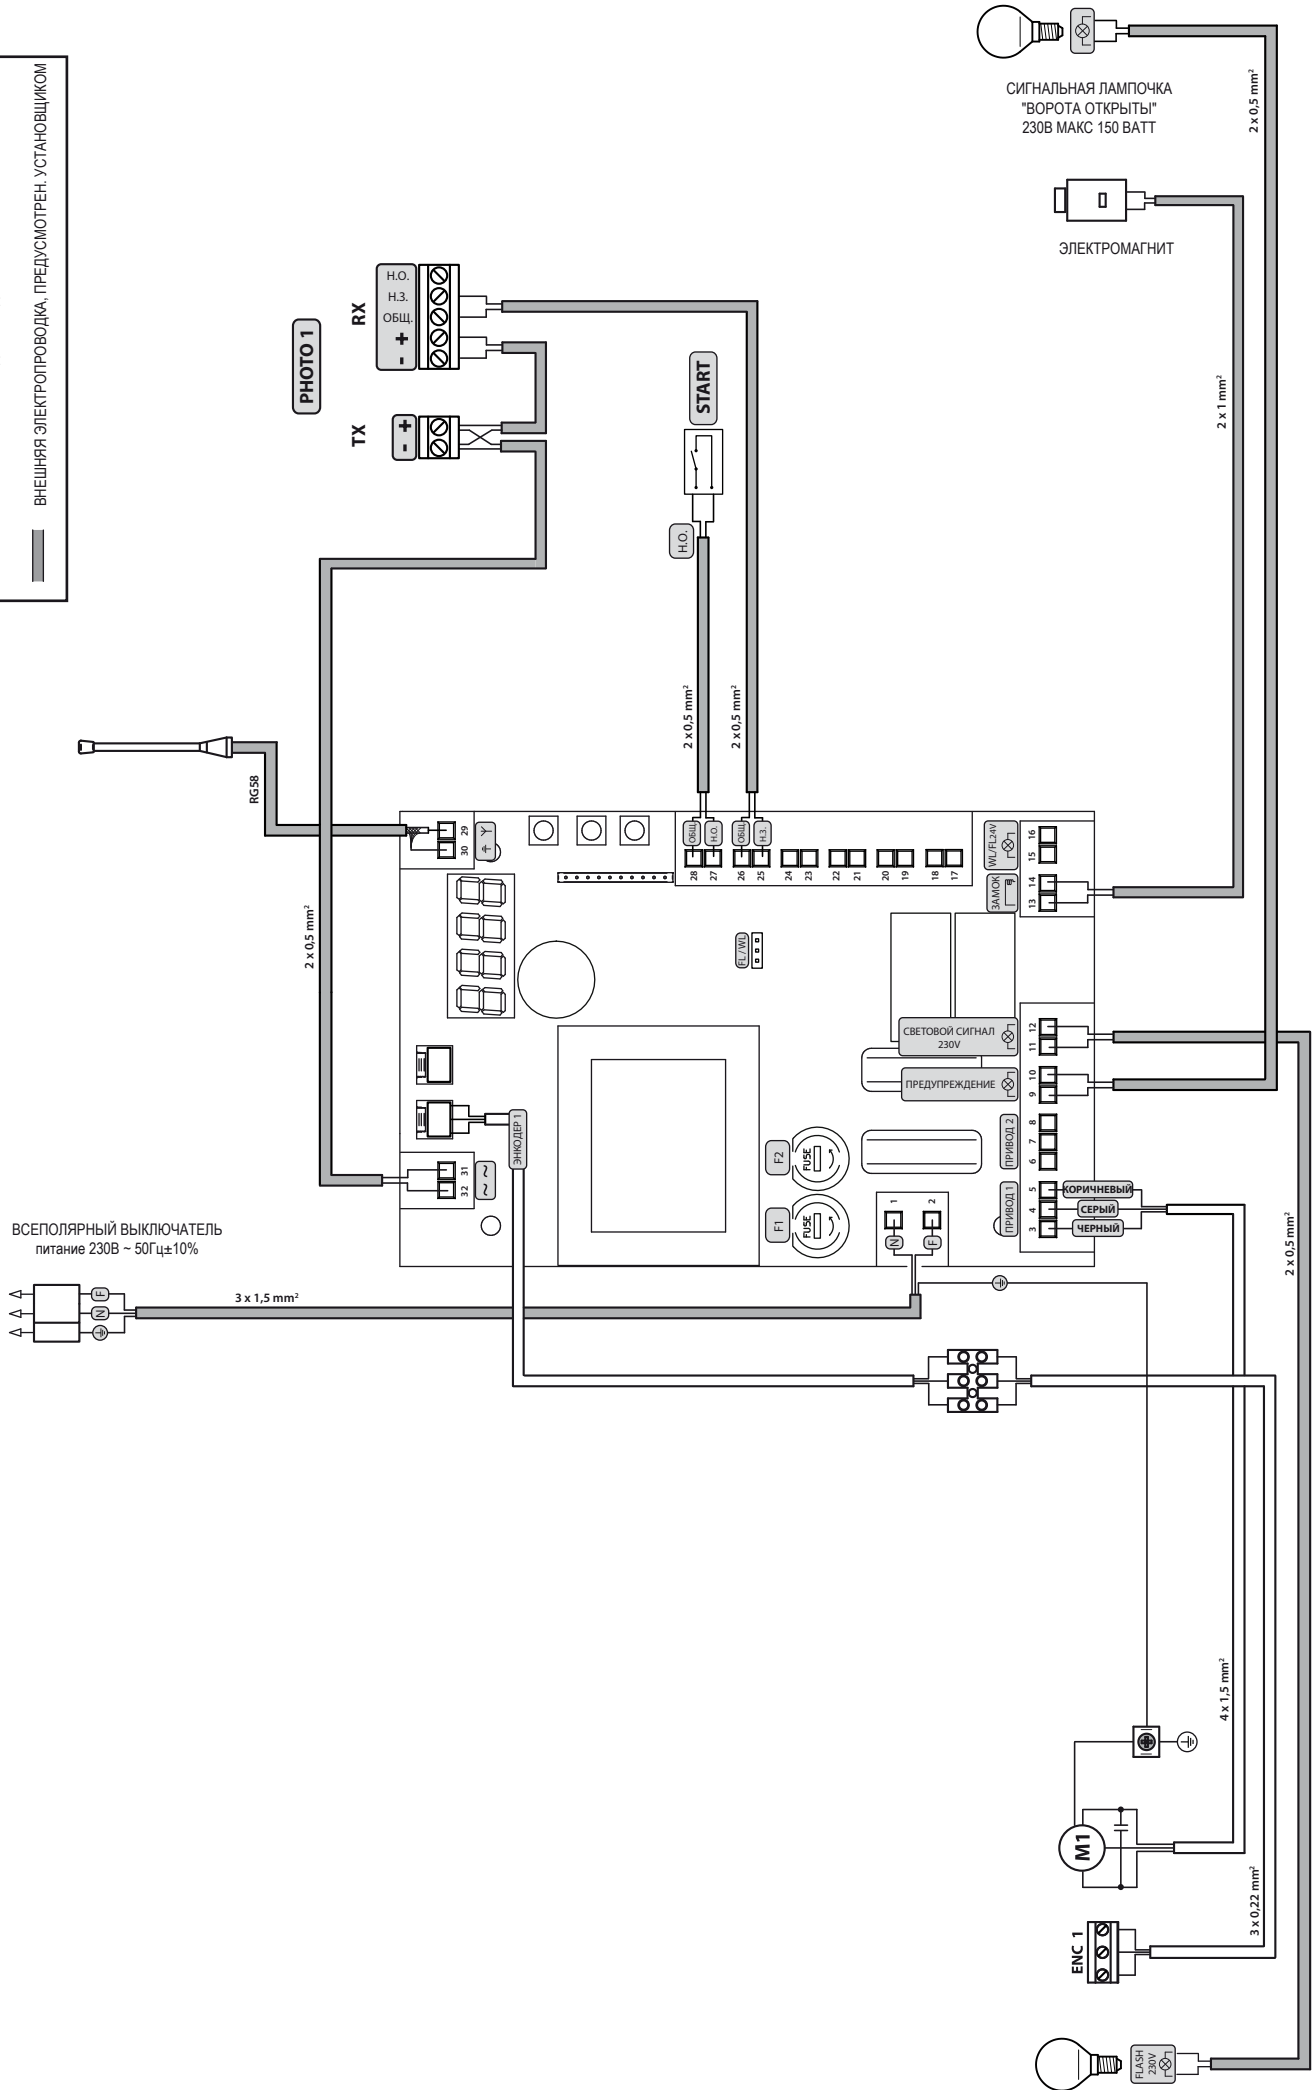 СИГНАЛЬНАЯ ЛАМПОЧКА
"ВОРОТА ОТКРЫТЫ"
230В МАКС 150 ВАТТ
2 x 0,5 mm²
ВНЕШНЯЯ ЭЛЕКТРОПРОВОДКА, ПРЕДУСМОТРЕН. УСТАНОВЩИКОМ
ЭЛЕКТРОМАГНИТ
PHOTO 1
RX
Н.О.
Н.З.
ОБЩ.
+
-
TX
- +
START
Н.О.
2 x 1 mm²
2 x 0,5 mm²
2 x 0,5 mm²
RG58
2 x 0,5 mm²
29
30
ОБЩ.
Н.О.
ОБЩ.
Н.З.
28
27
26
25
24
23
22
21
20
19
18
17
WL/FL24V
16
15
ЗАМОК
14
13
FL/WL
СВЕТОВОЙ СИГНАЛ
230V
12
11
ПРЕДУПРЕЖДЕНИЕ
10
9
ЭНКОДЕР 1
31
32
~ ~
F2
FUSE
F1
FUSE
ПРИВОД 2
8
7
6
ПРИВОД 1
5
4
3
КОРИЧНЕВЫЙ
СЕРЫЙ
ЧЕРНЫЙ
1
2
N
F
ВСЕПОЛЯРНЫЙ ВЫКЛЮЧАТЕЛЬ
питание 230В ~ 50Гц±10%
F
N
3 x 1,5 mm²
2 x 0,5 mm²
4 x 1,5 mm²
M1
3 x 0,22 mm²
ENC 1
FLASH
230V